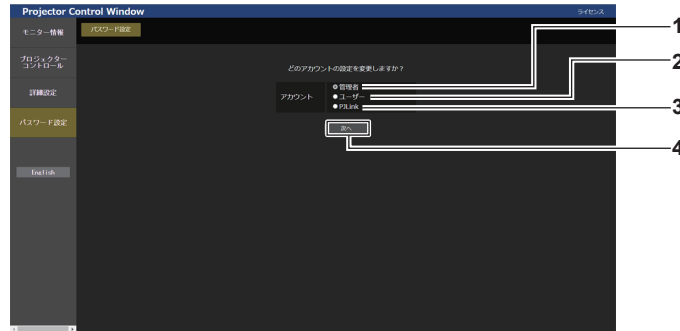 Projector Control Window
ライセンス
モニター情報
パスワード設定
プロジェクター
コントロール
どのアカウントの設定を変更しますか？
詳細設定
アカウント
管理者
ユーザー
PJLink
パスワード設定
次へ
English
1
2
3
4